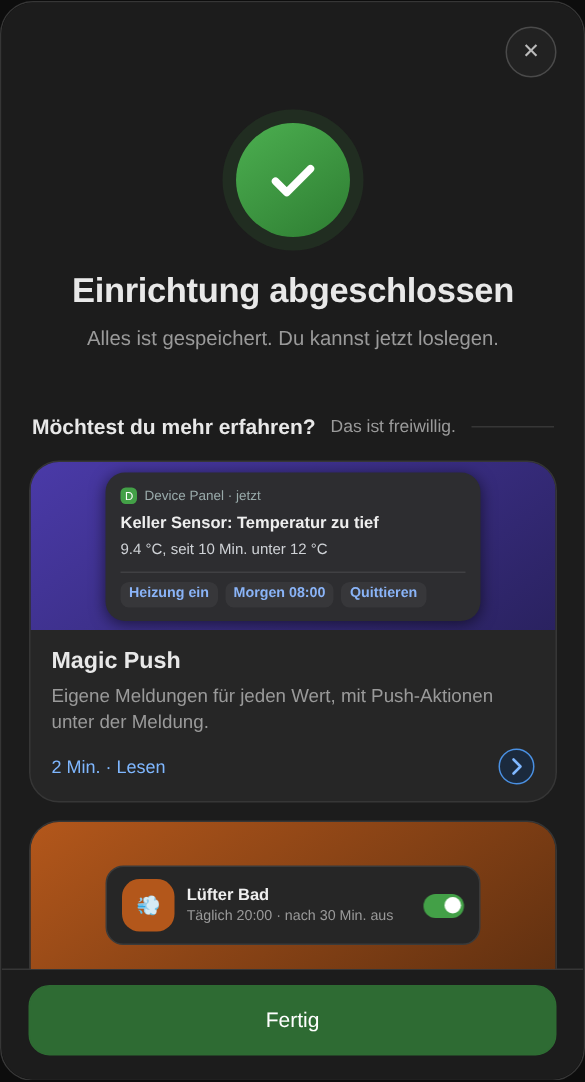 ✕
Einrichtung abgeschlossen
Alles ist gespeichert. Du kannst jetzt loslegen.
Möchtest du mehr erfahren? Das ist freiwillig.
D Device Panel · jetzt
Keller Sensor: Temperatur zu tief
9.4 °C, seit 10 Min. unter 12 °C
Heizung ein Morgen 08:00 Quittieren
Magic Push
Eigene Meldungen für jeden Wert, mit Push-Aktionen
unter der Meldung.
2 Min. · Lesen
Lüfter Bad
Täglich 20:00 · nach 30 Min. aus
Fertig